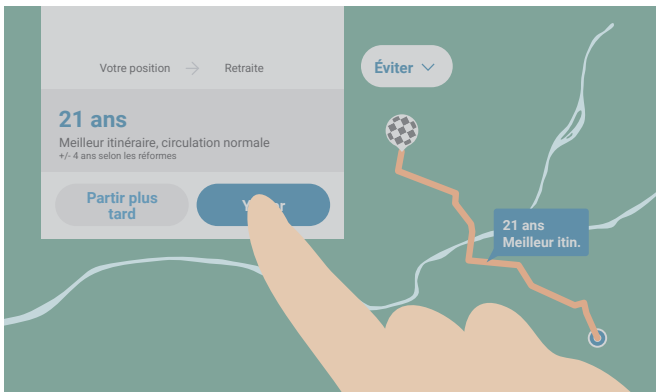 Votre position → Retraite
Éviter
21 ans
Meilleur itinéraire, circulation normale
+/- 4 ans selon les réformes
Partir plus
tard
21 ans
Meilleur itin.